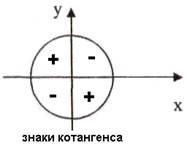 y
+ -
- +
x
знаки котангенса